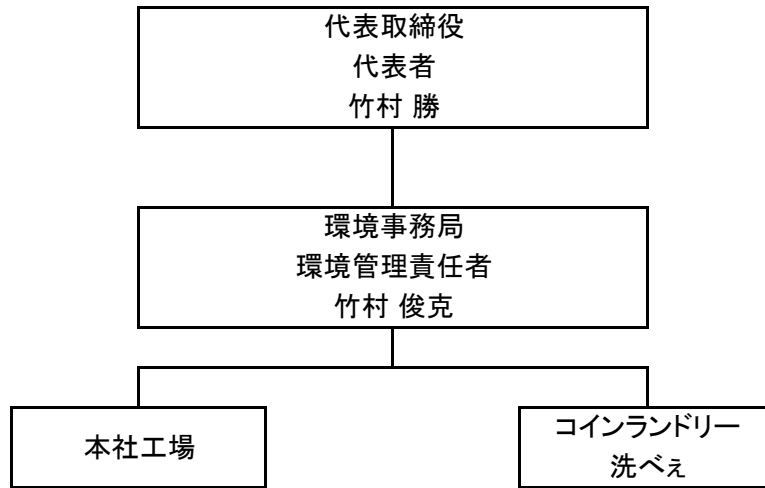 代表取締役
代表者
竹村 勝
環境事務局
環境管理責任者
竹村 俊克
本社工場
コインランドリー
洗べぇ